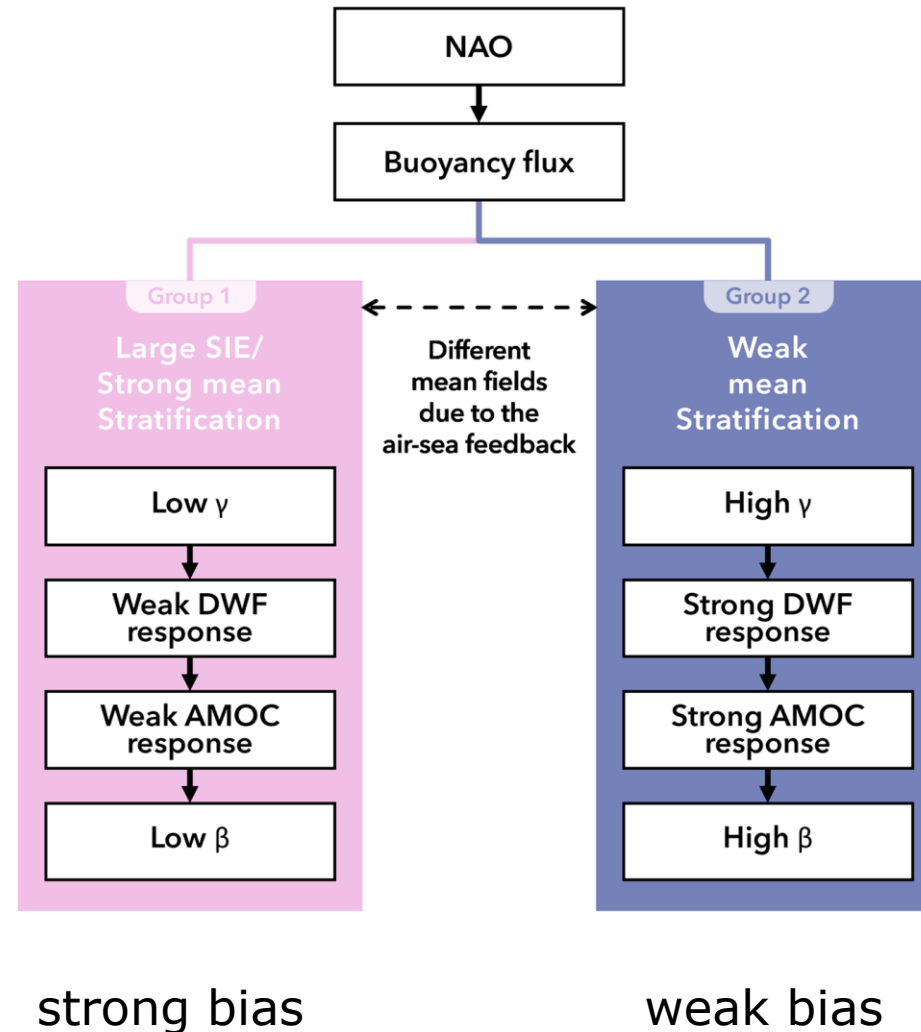 NAO
Buoyancy flux
Group 1
Large SIE/
Strong mean
Stratification
Low γ
Weak DWF
response
Weak AMOC
response
Low β
Different
mean fields
due to the
air-sea feedback
Group 2
Weak
mean
Stratification
High γ
Strong DWF
response
Strong AMOC
response
High β
strong bias
weak bias